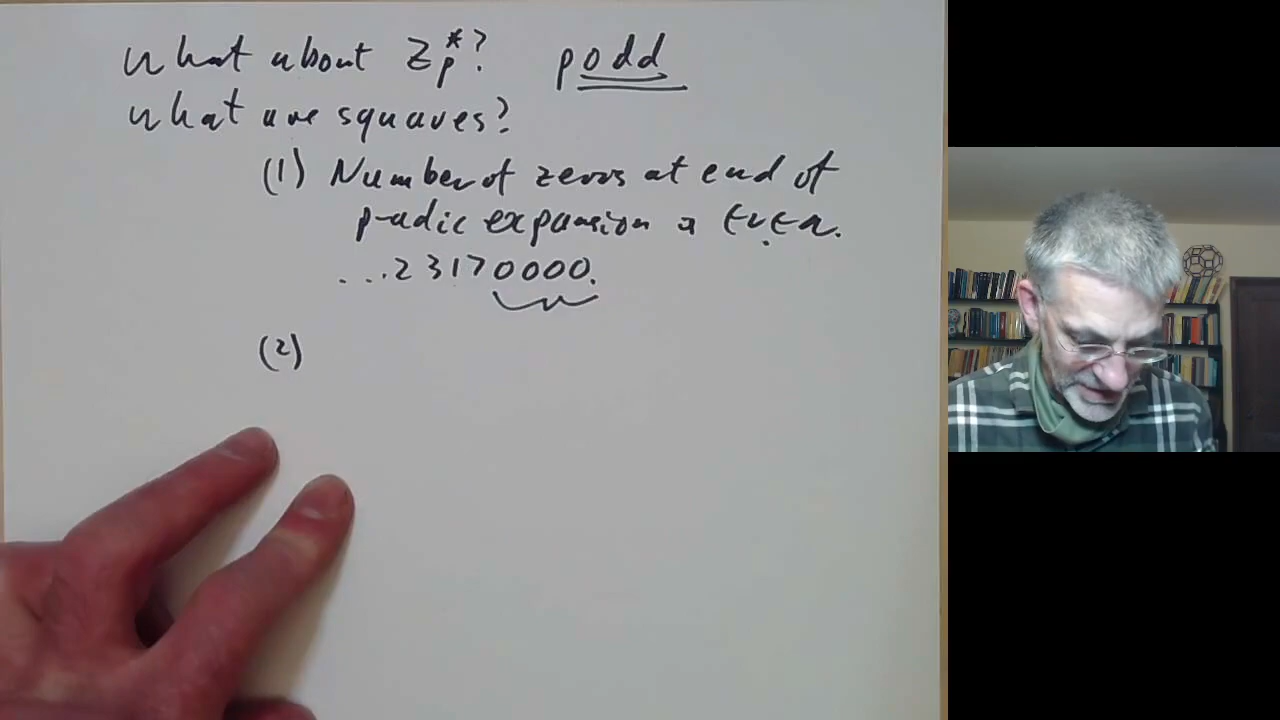 What about Z_p^*? p odd
What are squares?
(1) Number of zeros at end of
p-adic expansion is EVEN.
...23170000.
(2)